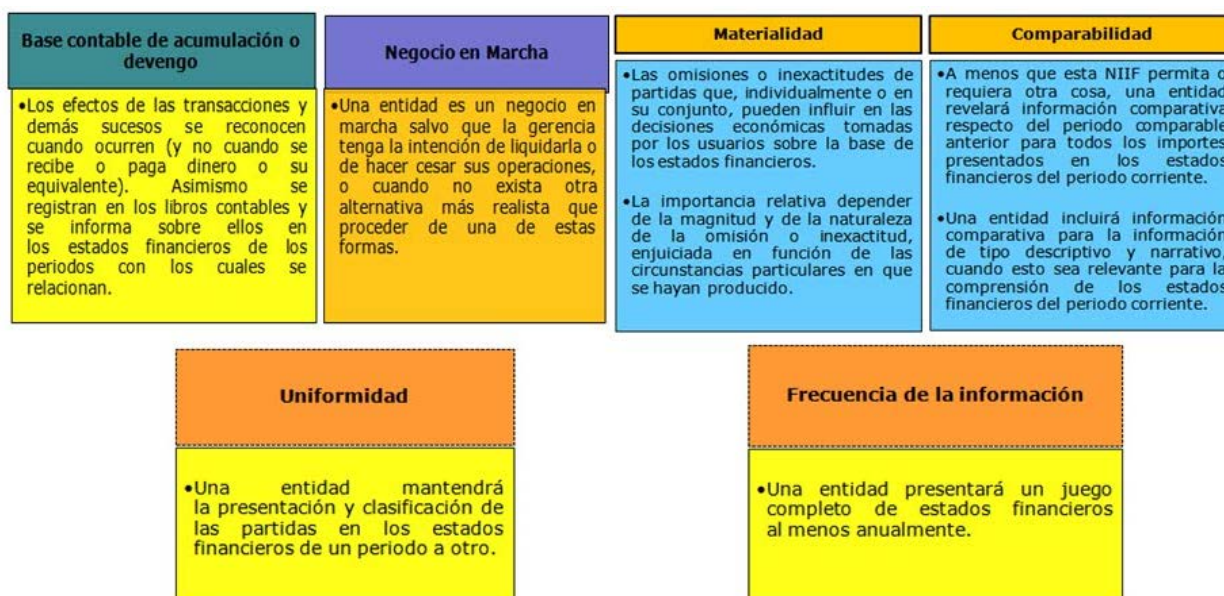 Base contable de acumulación o
devengo
•Los efectos de las transacciones y
demás sucesos se reconocen
cuando ocurren (y no cuando se
recibe o paga dinero o su
equivalente). Asimismo se
registran en los libros contables y
se informa sobre ellos en
los estados financieros de los
periodos con los cuales se
relacionan.
Negocio en Marcha
•Una entidad es un negocio en
marcha salvo que la gerencia
tenga la intención de liquidarla o
de hacer cesar sus operaciones,
o cuando no exista otra
alternativa más realista que
proceder de una de estas
formas.
Materialidad
•Las omisiones o inexactitudes de
partidas que, individualmente o en
su conjunto, pueden influir en las
decisiones económicas tomadas
por los usuarios sobre la base de
los estados financieros.
•La importancia relativa depender
de la magnitud y de la naturaleza
de la omisión o inexactitud,
enjuiciada en función de las
circunstancias particulares en que
se hayan producido.
Comparabilidad
•A menos que esta NIIF permita o
requiera otra cosa, una entidad
revelará información comparativa
respecto del periodo comparable
anterior para todos los importes
presentados en los estados
financieros del periodo corriente.
•Una entidad incluirá información
comparativa para la información
de tipo descriptivo y narrativo,
cuando esto sea relevante para la
comprensión de los estados
financieros del periodo corriente.
Uniformidad
•Una entidad mantendrá
la presentación y clasificación de
las partidas en los estados
financieros de un periodo a otro.
Frecuencia de la información
•Una entidad presentará un juego
completo de estados financieros
al menos anualmente.